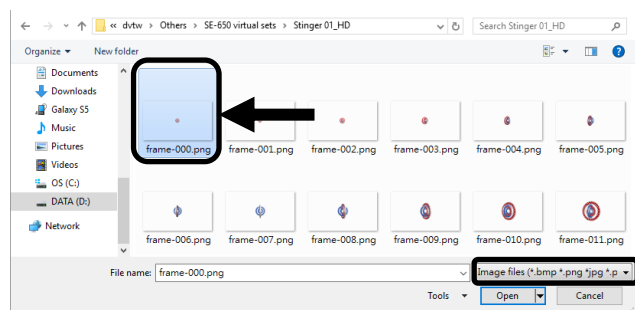 « dvtw › Others › SE-650 virtual sets › Stinger 01_HD
Search Stinger 01_HD
Organize
New folder
Documents
Downloads
Galaxy S5
Music
Pictures
Videos
OS (C:)
DATA (D:)
Network
frame-000.png frame-001.png frame-002.png frame-003.png frame-004.png frame-005.png
frame-006.png frame-007.png frame-008.png frame-009.png frame-010.png frame-011.png
File name: frame-000.png
Image files (*.bmp *.png *jpg *.p
Tools Open Cancel